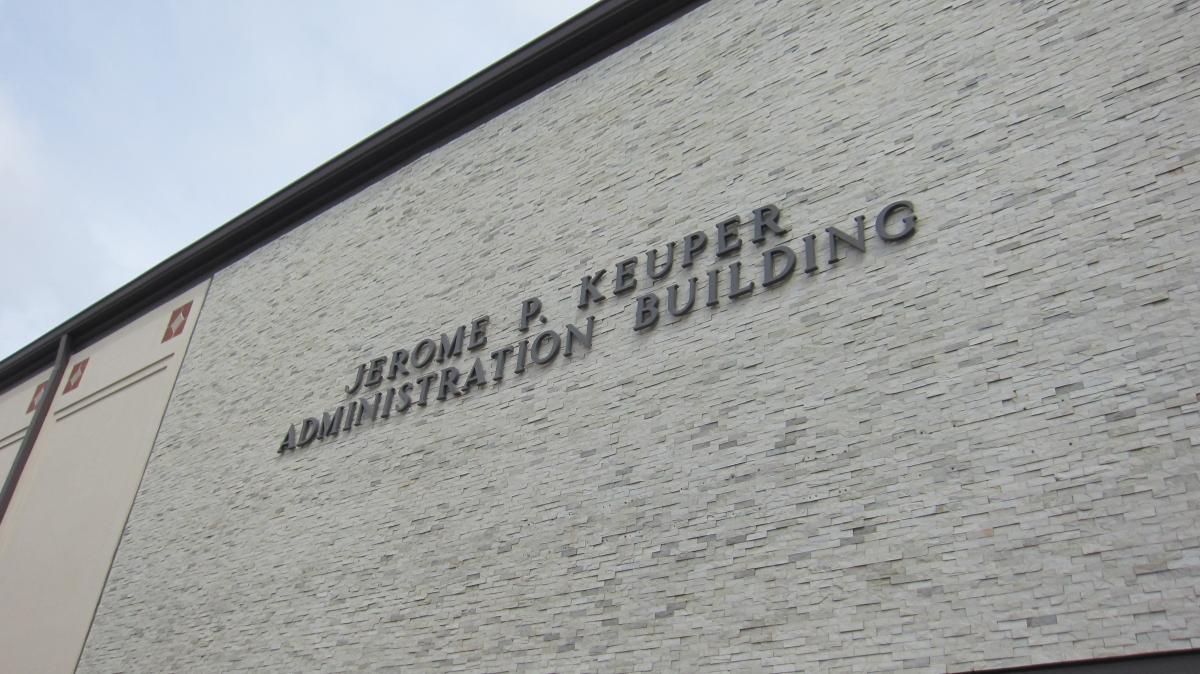 JEROME P. KEUPER
ADMINISTRATION BUILDING